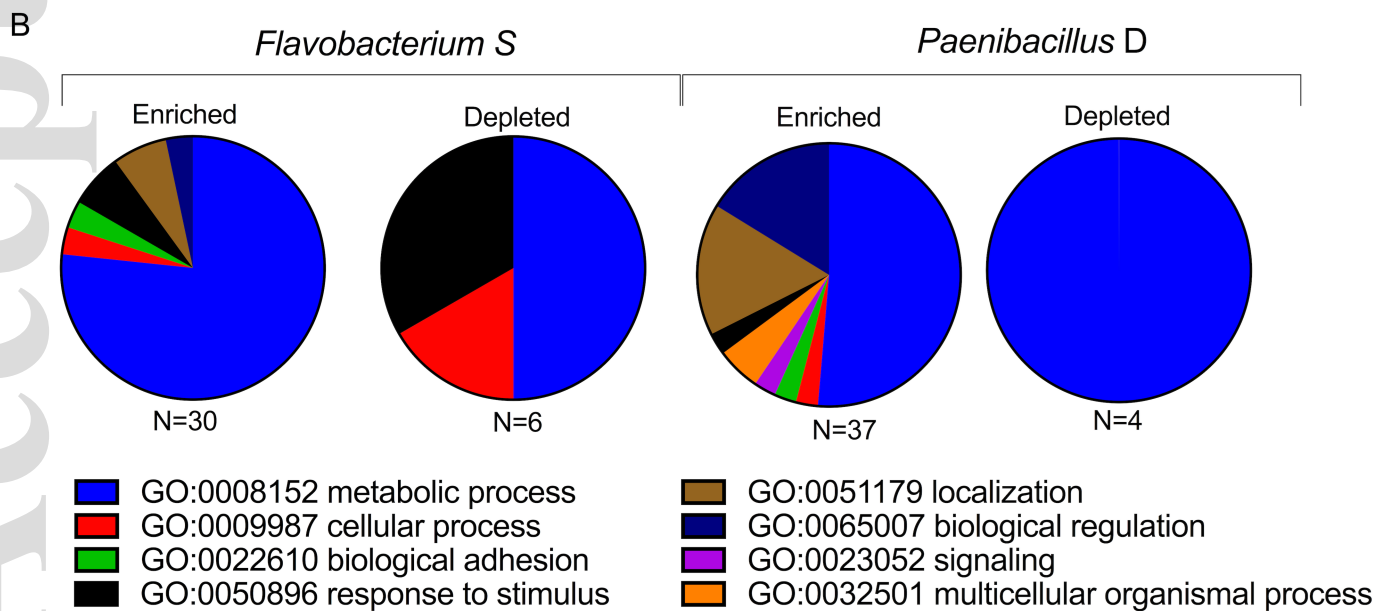 B
Flavobacterium S
Paenibacillus D
Enriched
Depleted
Enriched
Depleted
N=30
N=6
N=37
N=4
GO:0008152 metabolic process
GO:0009987 cellular process
GO:0022610 biological adhesion
GO:0050896 response to stimulus
GO:0051179 localization
GO:0065007 biological regulation
GO:0023052 signaling
GO:0032501 multicellular organismal process